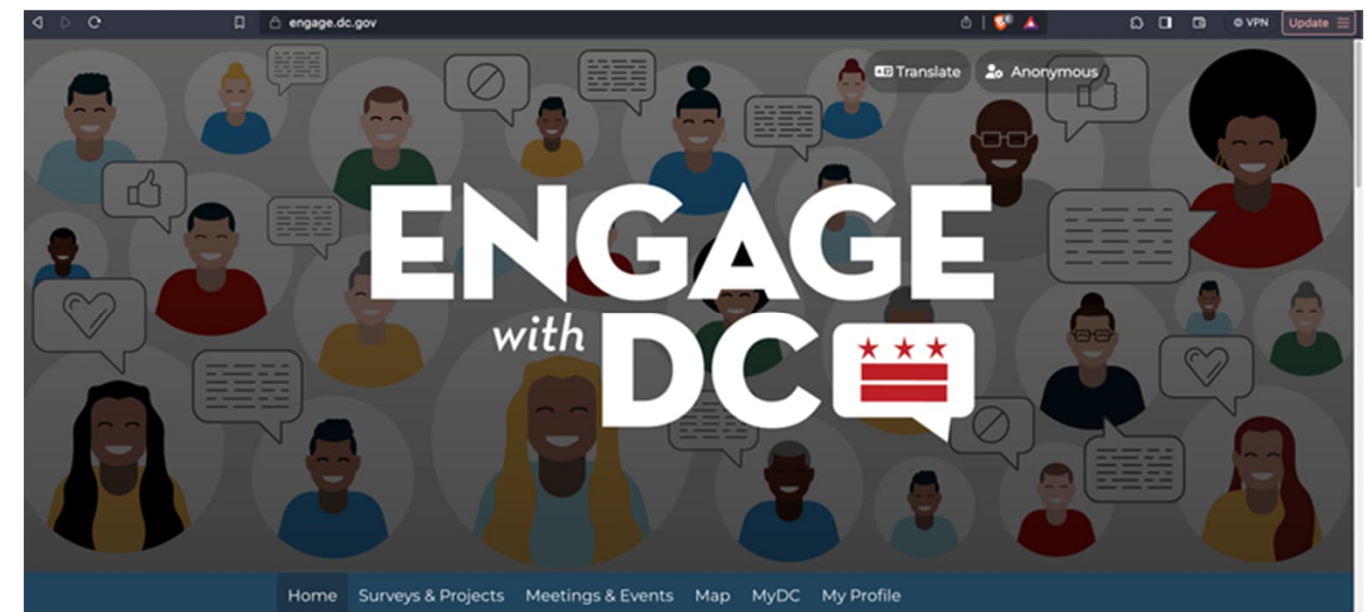 engage.dc.gov
VPN
Update
Translate
Anonymous
ENGAGE
with DC
Home Surveys & Projects Meetings & Events Map MyDC My Profile